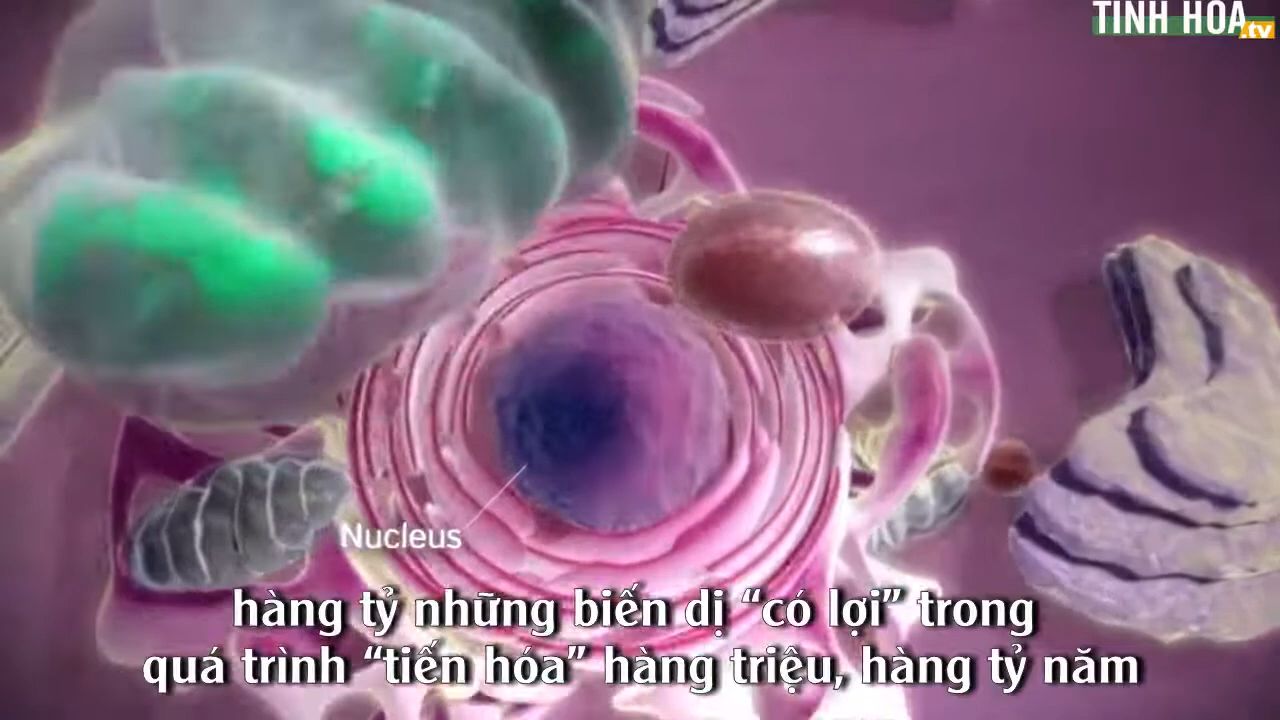 TINH HOA
.tv
Nucleus
hàng tỷ những biến dị “có lợi” trong
quá trình “tiến hóa” hàng triệu, hàng tỷ năm